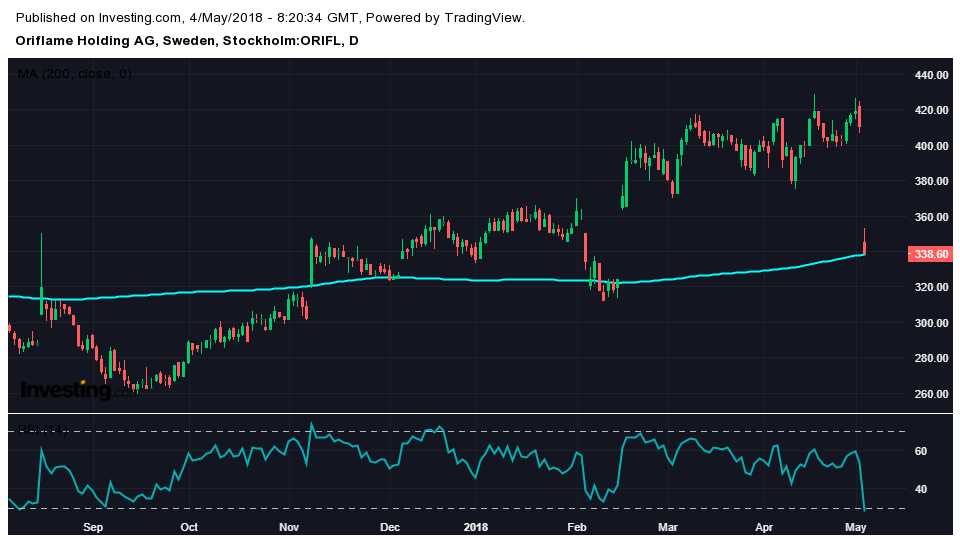 Published on Investing.com, 4/May/2018 - 8:20:34 GMT, Powered by TradingView.
Oriflame Holding AG, Sweden, Stockholm:ORIFL, D
MA (200, close, 0)
440.00
420.00
400.00
380.00
360.00
338.60
320.00
300.00
280.00
260.00
Investing.com
RSI (14)
60
40
Sep Oct Nov Dec 2018 Feb Mar Apr May